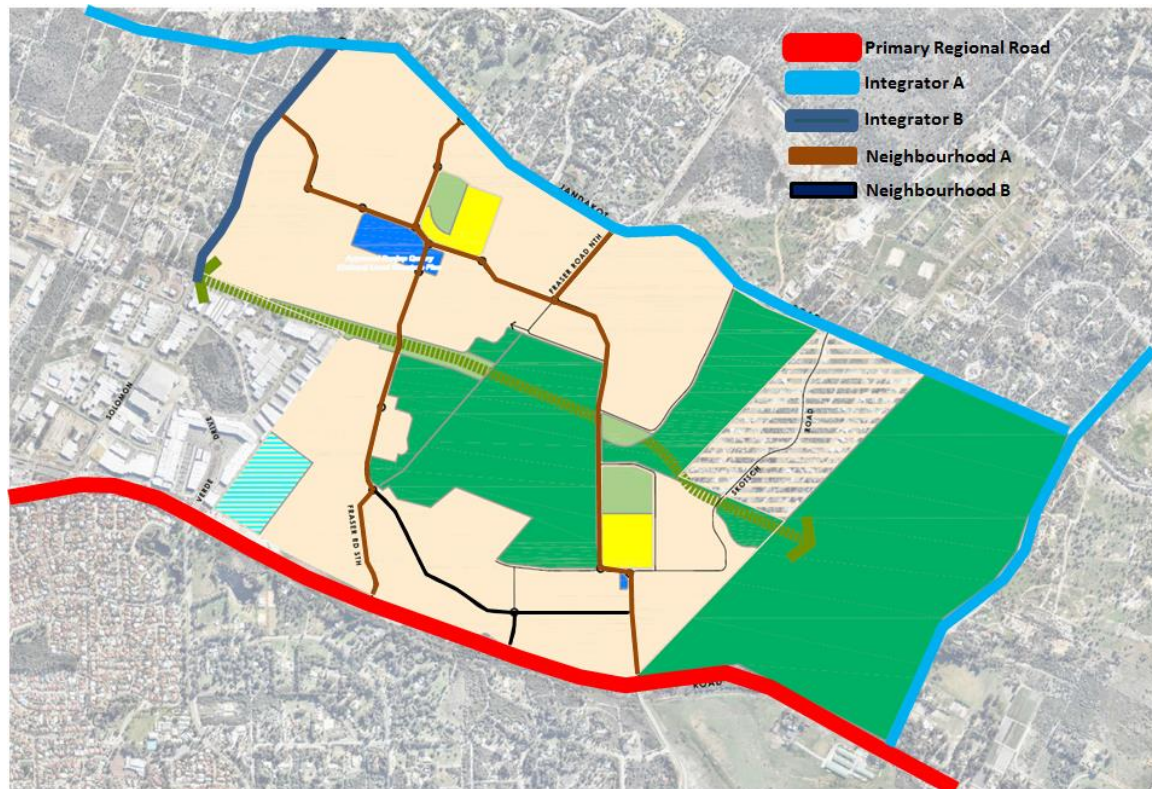 Primary Regional Road
Integrator A
Integrator B
Neighbourhood A
Neighbourhood B
JANDAKOT
FRASER ROAD NTH
ROAD
SKOTSCH
SOLOMON
DRIVE
VERDE
FRASER RD STH
ROAD